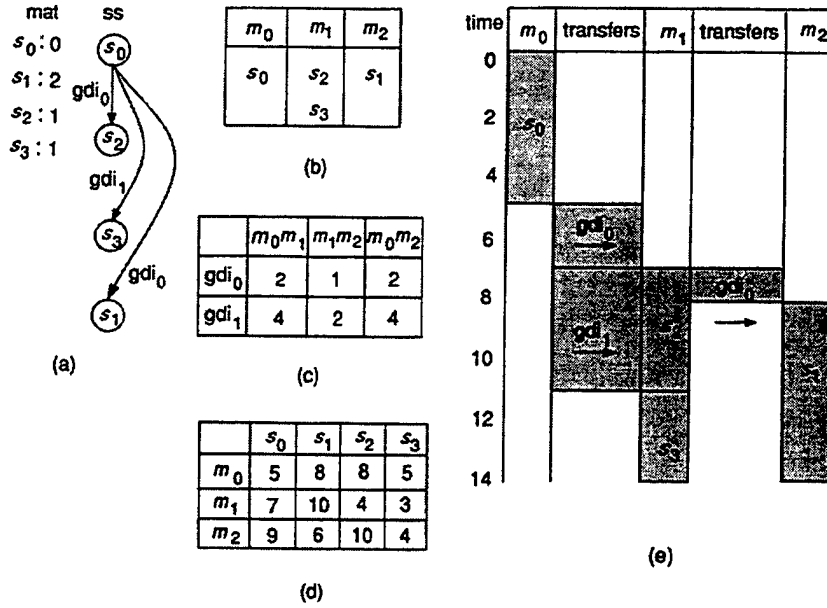 mat ss
s0 : 0
s0
s1 : 2
gdi0
s2 : 1
s2
s3 : 1
gdi1
s3
gdi0
s1
(a)
m0 m1 m2
s0 s2 s1
s3
(b)
m0m1 m1m2 m0m2
gdi0 2 1 2
gdi1 4 2 4
(c)
s0 s1 s2 s3
m0 5 8 8 5
m1 7 10 4 3
m2 9 6 10 4
(d)
time m0 transfers m1 transfers m2
0
2
s0
4
6
gdi0
8
gdi0
gdi1
10
12
s3
14
(e)